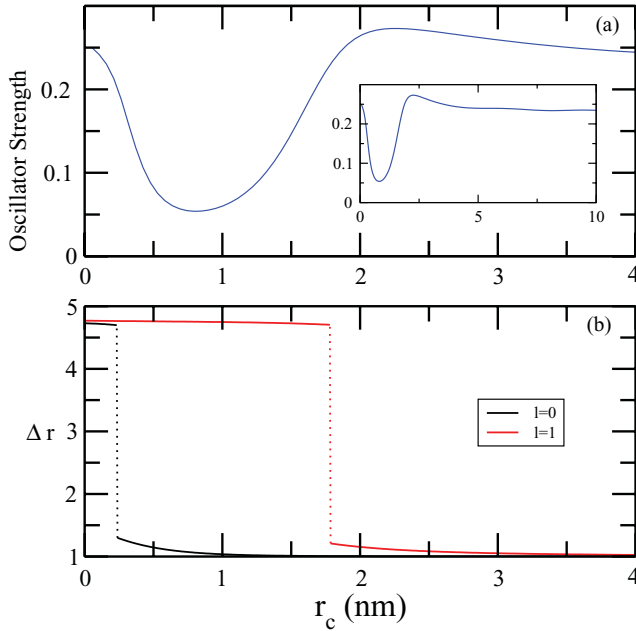 (a)
Oscillator Strength
0.2
0.1
0
0 1 2 3 4
0.2
0.1
0
0 5 10
(b)
Δ r
5
4
3
2
1
l=0
l=1
0 1 2 3 4
r_c (nm)